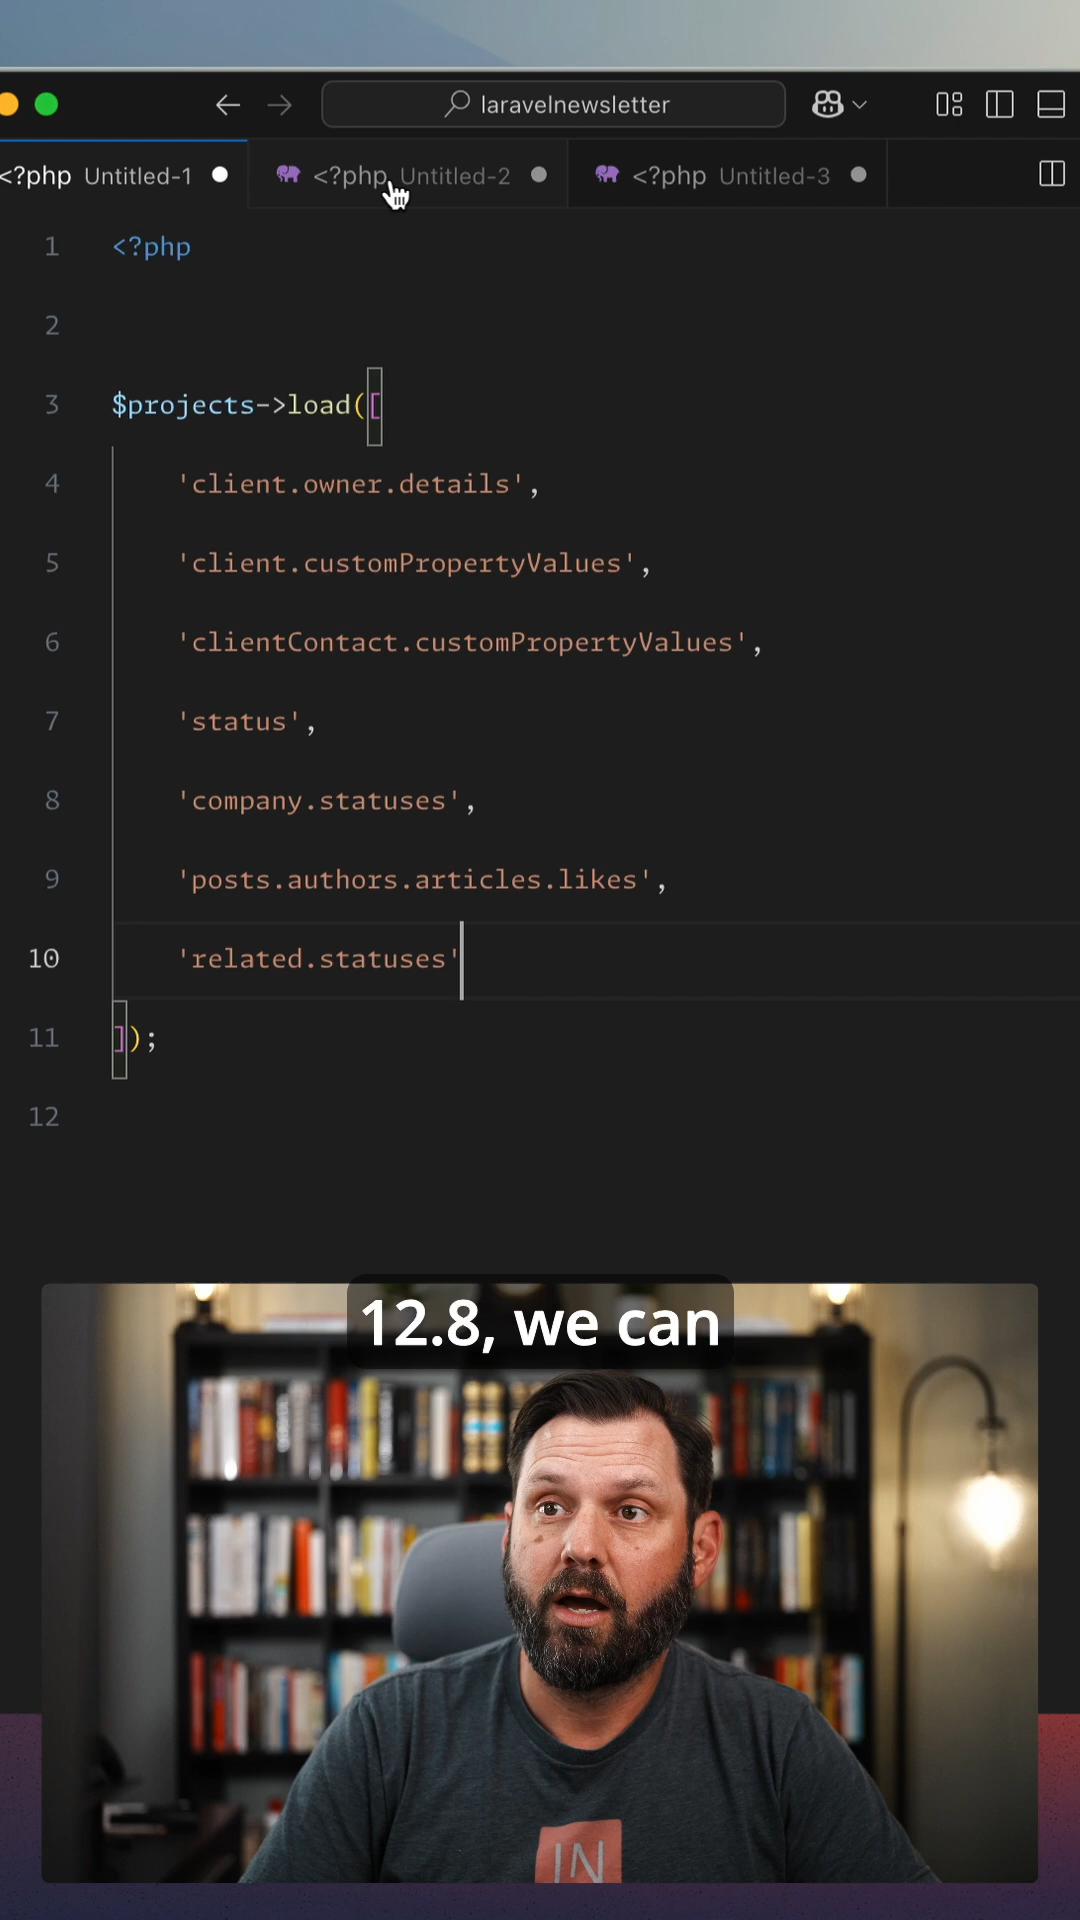 laravelnewsletter
<?php Untitled-1 <?php Untitled-2 <?php Untitled-3
1 <?php
2
3 $projects->load([
4 'client.owner.details',
5 'client.customPropertyValues',
6 'clientContact.customPropertyValues',
7 'status',
8 'company.statuses',
9 'posts.authors.articles.likes',
10 'related.statuses'
11 ]);
12
12.8, we can
IN